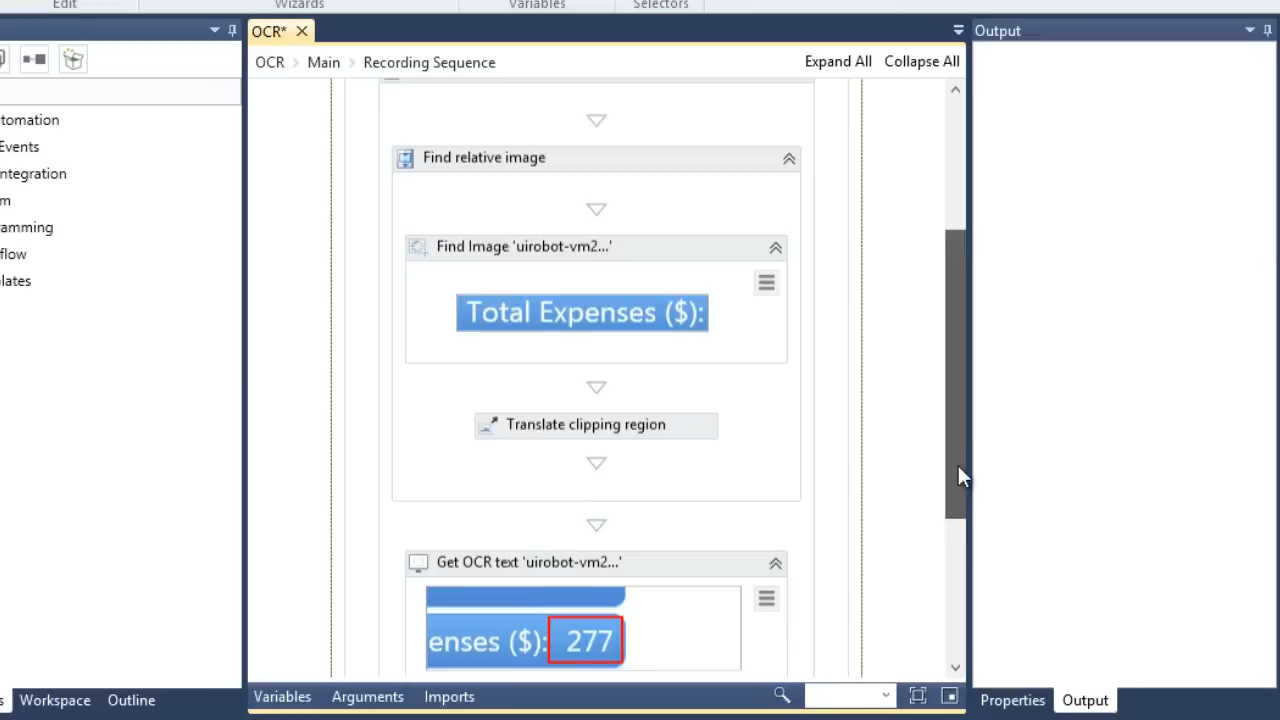 Edit
Wizards
Variables
Selectors
OCR*
Output
OCR
Main
Recording Sequence
Expand All
Collapse All
tomation
Events
ntegration
m
ramming
flow
lates
Find relative image
Find Image 'uirobot-vm2...'
Total Expenses ($):
Translate clipping region
Get OCR text 'uirobot-vm2...'
enses ($): 277
s
Workspace
Outline
Variables
Arguments
Imports
Properties
Output